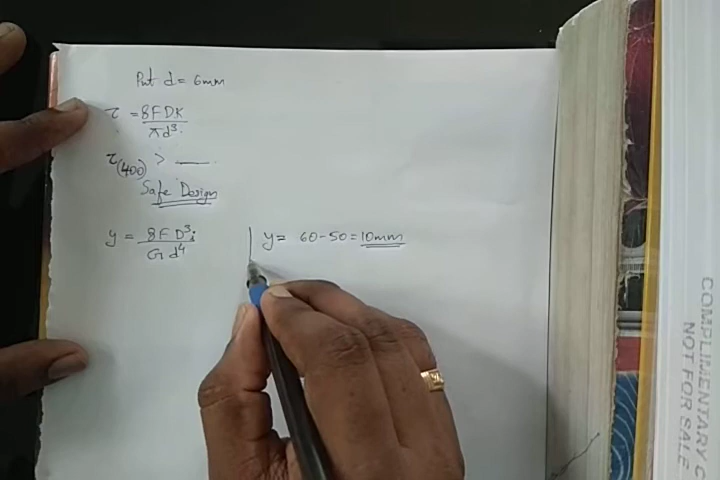 Put d = 6mm
τ = 8FDK / πd³
τ(400) > —.
Safe Design
y = 8FD³i / Gd⁴
y = 60-50 = 10mm
COMPLIMENTARY C
NOT FOR SALE